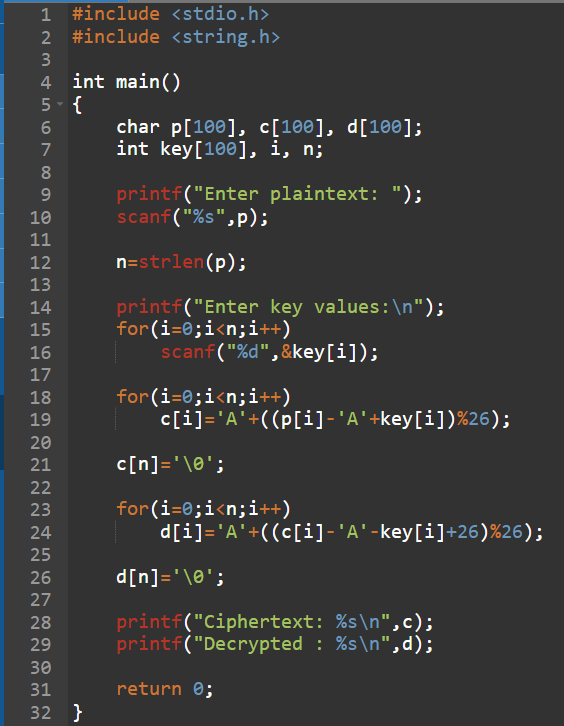 1 #include <stdio.h>
2 #include <string.h>
3
4 int main()
5 {
6     char p[100], c[100], d[100];
7     int key[100], i, n;
8
9     printf("Enter plaintext: ");
10     scanf("%s",p);
11
12     n=strlen(p);
13
14     printf("Enter key values:\n");
15     for(i=0;i<n;i++)
16         scanf("%d",&key[i]);
17
18     for(i=0;i<n;i++)
19         c[i]='A'+((p[i]-'A'+key[i])%26);
20
21     c[n]='\0';
22
23     for(i=0;i<n;i++)
24         d[i]='A'+((c[i]-'A'-key[i]+26)%26);
25
26     d[n]='\0';
27
28     printf("Ciphertext: %s\n",c);
29     printf("Decrypted : %s\n",d);
30
31     return 0;
32 }